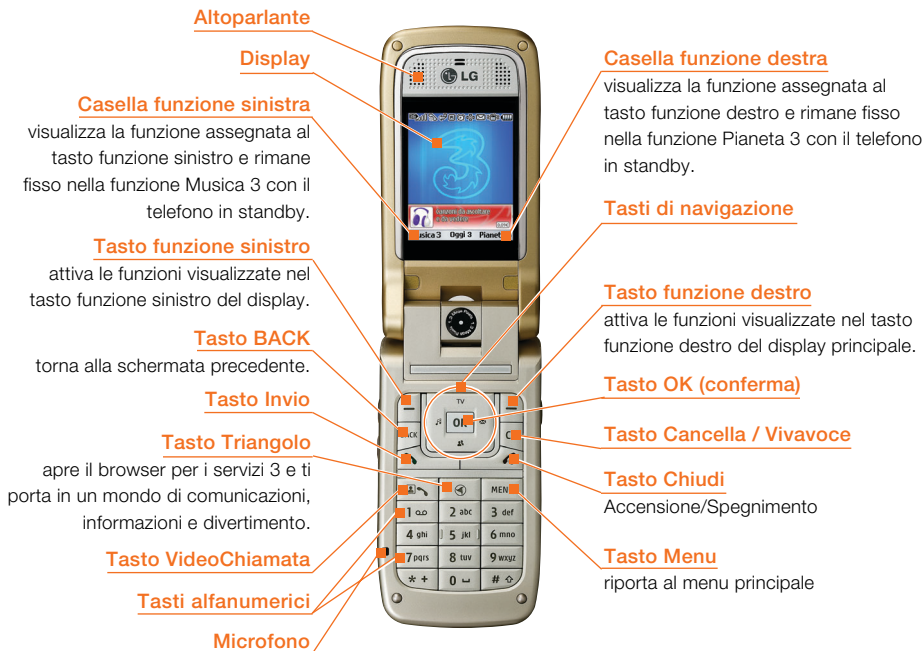 Altoparlante
Display
Casella funzione sinistra
visualizza la funzione assegnata al
tasto funzione sinistro e rimane
fisso nella funzione Musica 3 con il
telefono in standby.
Tasto funzione sinistro
attiva le funzioni visualizzate nel
tasto funzione sinistro del display.
Tasto BACK
torna alla schermata precedente.
Tasto Invio
Tasto Triangolo
apre il browser per i servizi 3 e ti
porta in un mondo di comunicazioni,
informazioni e divertimento.
Tasto VideoChiamata
Tasti alfanumerici
Microfono
LG
Oggi 3
TV
OK
MEN
1
2 abc
3 def
4 ghi
5 jkl
6 mno
7 pqrs
8 tuv
9 wxyz
* +
0
#
Casella funzione destra
visualizza la funzione assegnata al
tasto funzione destro e rimane fisso
nella funzione Pianeta 3 con il telefono
in standby.
Tasti di navigazione
Tasto funzione destro
attiva le funzioni visualizzate nel tasto
funzione destro del display principale.
Tasto OK (conferma)
Tasto Cancella / Vivavoce
Tasto Chiudi
Accensione/Spegnimento
Tasto Menu
riporta al menu principale